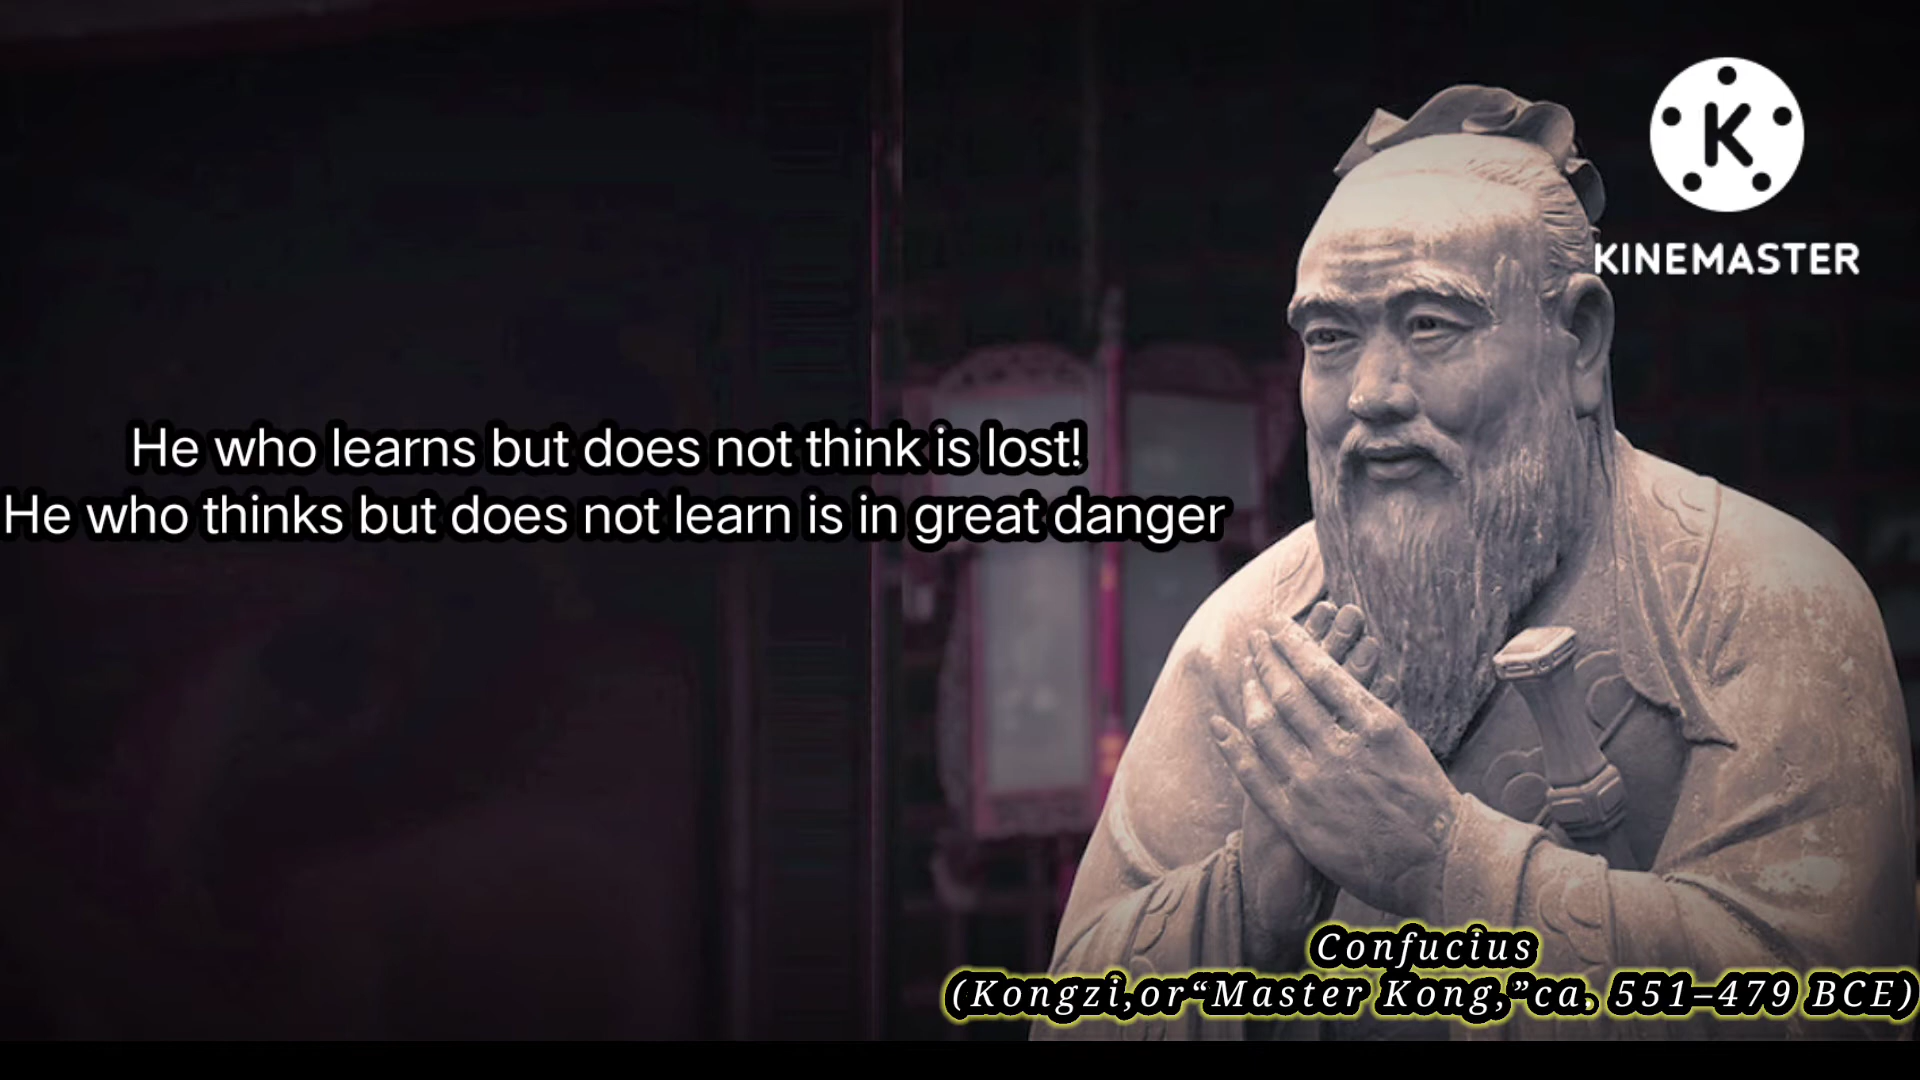 K
KINEMASTER
He who learns but does not think is lost!
He who thinks but does not learn is in great danger
Confucius
(Kongzi,or“Master Kong,”ca. 551–479 BCE)